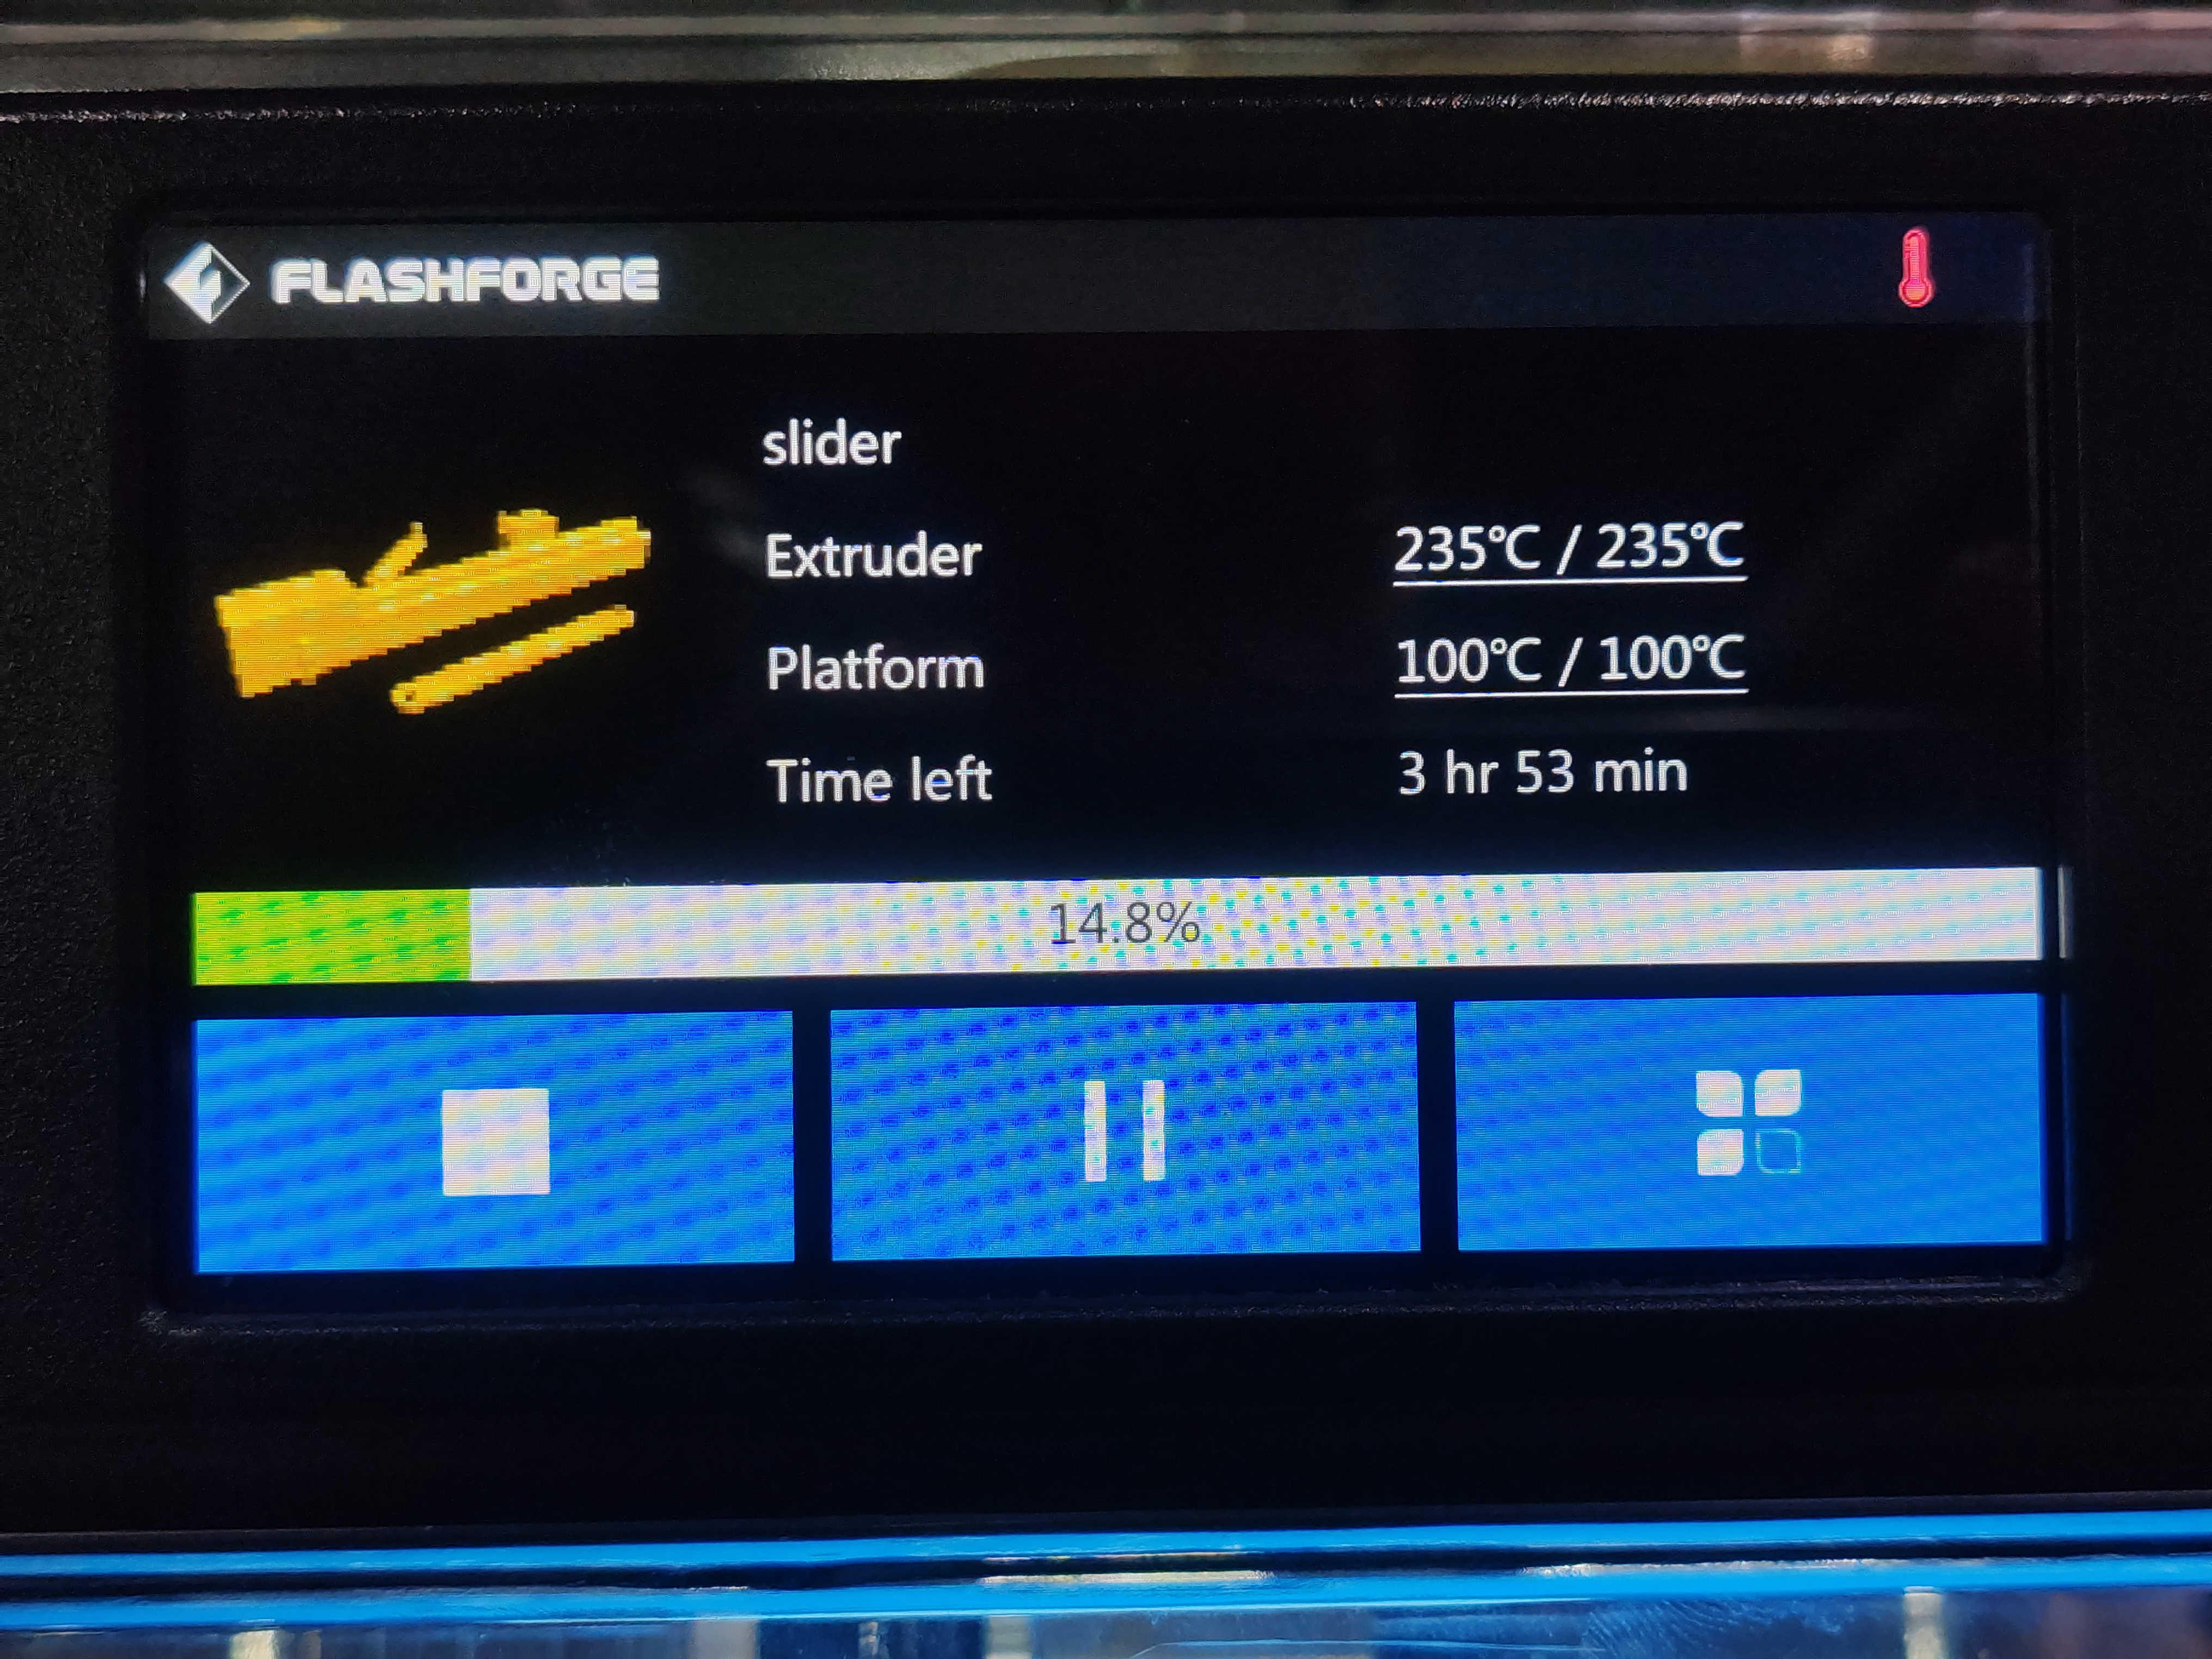 FLASHFORGE
slider
Extruder 235℃ / 235℃
Platform 100℃ / 100℃
Time left 3 hr 53 min
14.8%